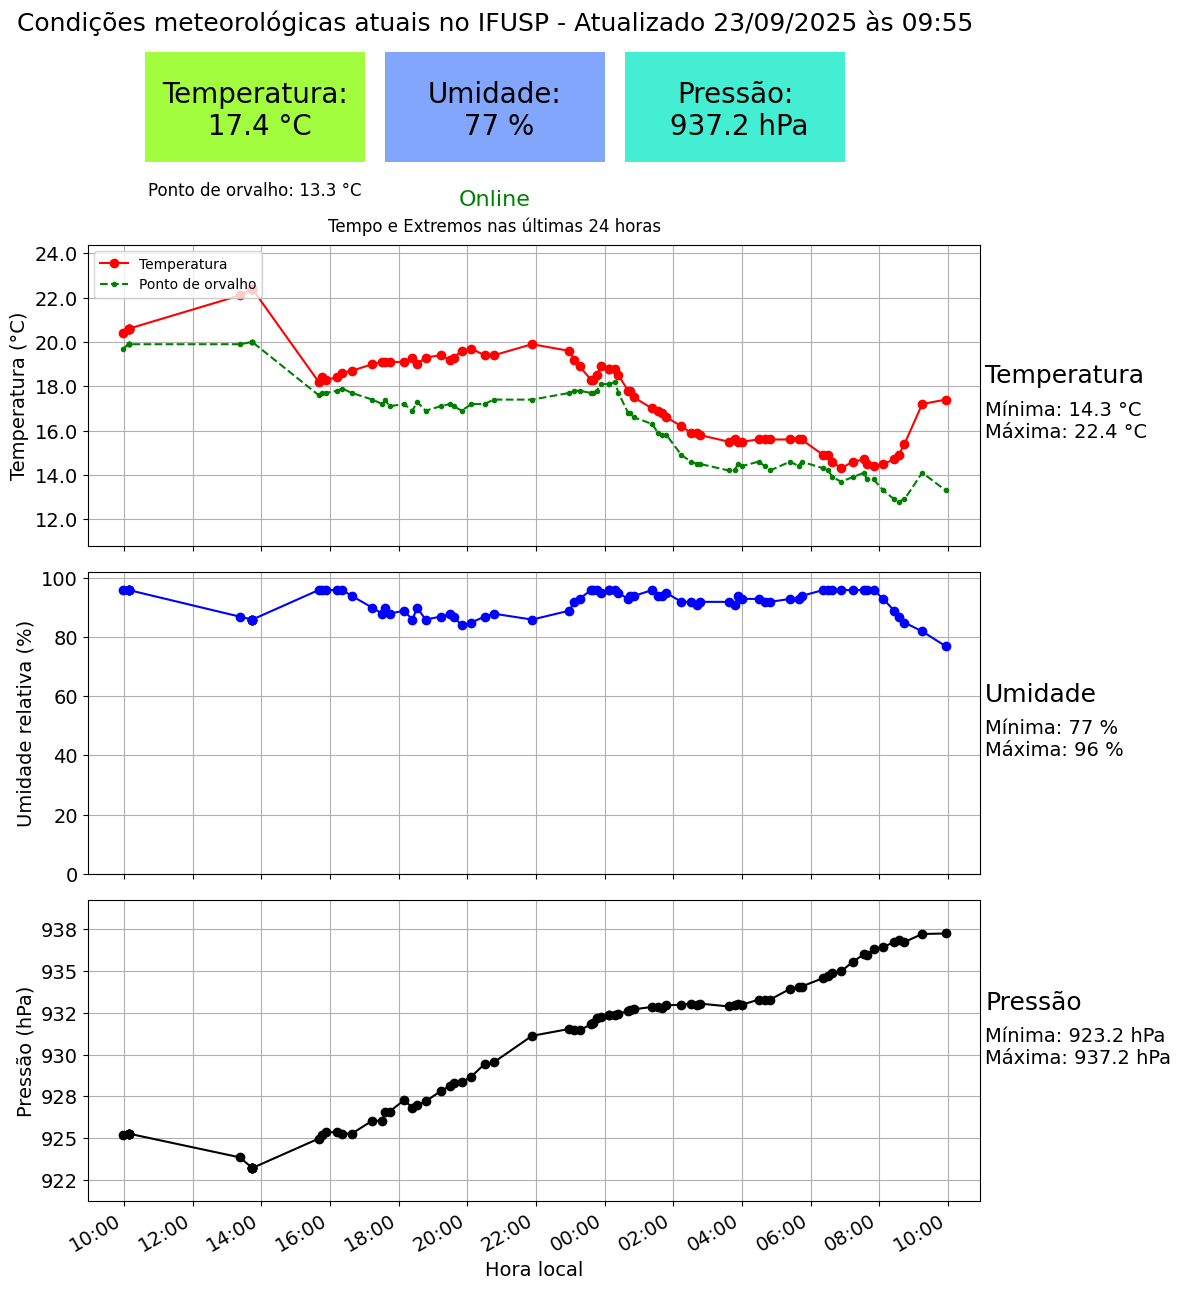 Condições meteorológicas atuais no IFUSP - Atualizado 23/09/2025 às 09:55
Temperatura:
17.4 °C
Umidade:
77 %
Pressão:
937.2 hPa
Ponto de orvalho: 13.3 °C
Online
Tempo e Extremos nas últimas 24 horas
Temperatura (°C)
24.0
22.0
20.0
18.0
16.0
14.0
12.0
Temperatura
Ponto de orvalho
Temperatura
Mínima: 14.3 °C
Máxima: 22.4 °C
Umidade relativa (%)
100
80
60
40
20
0
Umidade
Mínima: 77 %
Máxima: 96 %
Pressão (hPa)
938
935
932
930
928
925
922
Pressão
Mínima: 923.2 hPa
Máxima: 937.2 hPa
10:00 12:00 14:00 16:00 18:00 20:00 22:00 00:00 02:00 04:00 06:00 08:00 10:00
Hora local